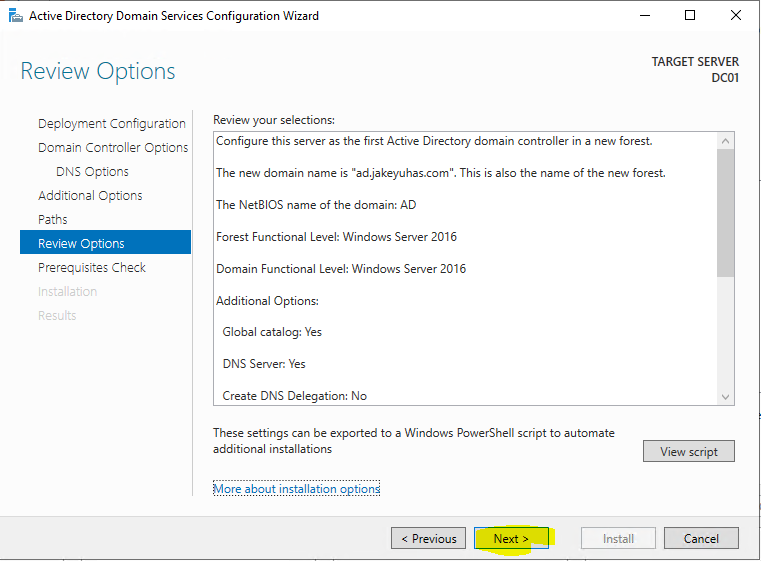 Active Directory Domain Services Configuration Wizard
Review Options
TARGET SERVER
DC01
Deployment Configuration
Domain Controller Options
DNS Options
Additional Options
Paths
Review Options
Prerequisites Check
Installation
Results
Review your selections:
Configure this server as the first Active Directory domain controller in a new forest.
The new domain name is "ad.jakeyuhas.com". This is also the name of the new forest.
The NetBIOS name of the domain: AD
Forest Functional Level: Windows Server 2016
Domain Functional Level: Windows Server 2016
Additional Options:
Global catalog: Yes
DNS Server: Yes
Create DNS Delegation: No
These settings can be exported to a Windows PowerShell script to automate
additional installations
View script
More about installation options
< Previous
Next >
Install
Cancel